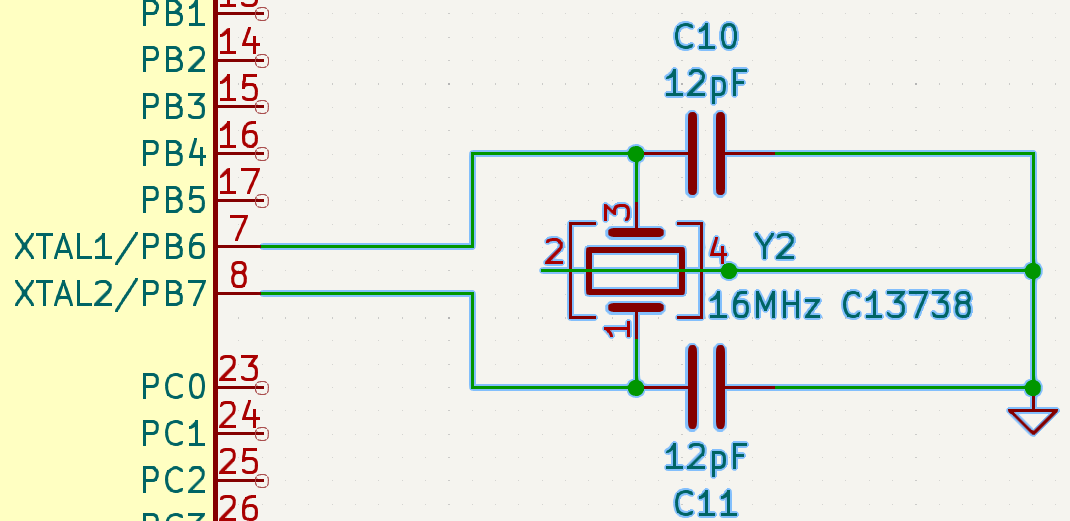 PB1 13
PB2 14
PB3 15
PB4 16
PB5 17
XTAL1/PB6 7
XTAL2/PB7 8
PC0 23
PC1 24
PC2 25
PC3 26
C10
12pF
3
2
4
Y2
16MHz C13738
1
12pF
C11